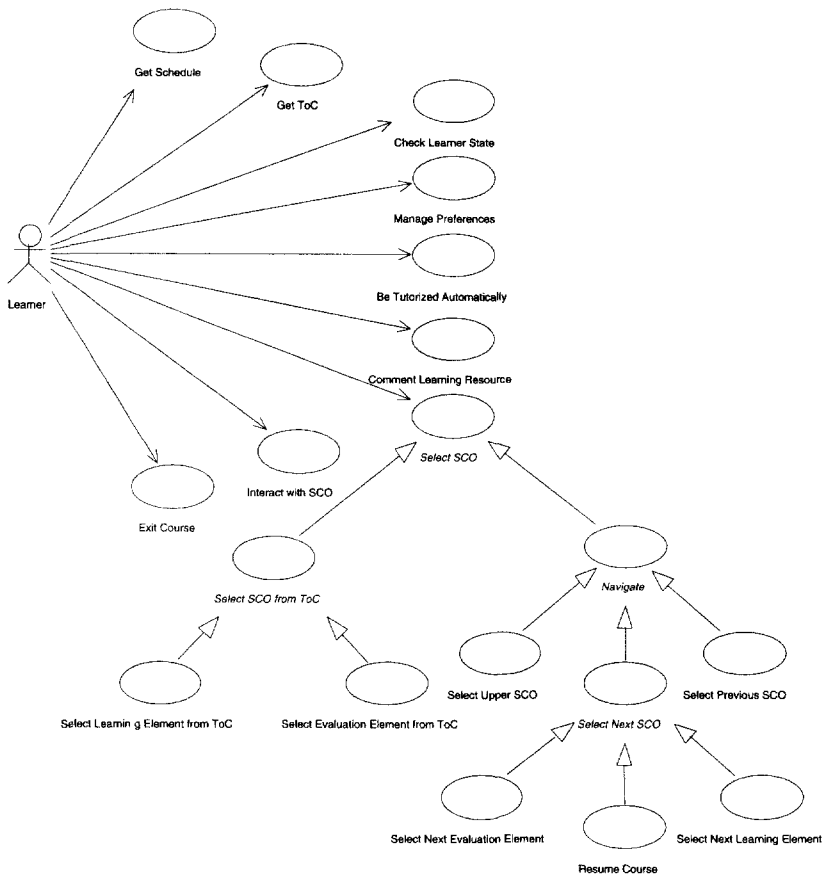 Get Schedule
Get ToC
Check Learner State
Manage Preferences
Be Tutorized Automatically
Learner
Comment Learning Resource
Select SCO
Interact with SCO
Exit Course
Select SCO from ToC
Navigate
Select Upper SCO
Select Previous SCO
Select Learnin g Element from ToC
Select Evaluation Element from ToC
Select Next SCO
Select Next Evaluation Element
Select Next Learning Element
Resume Course